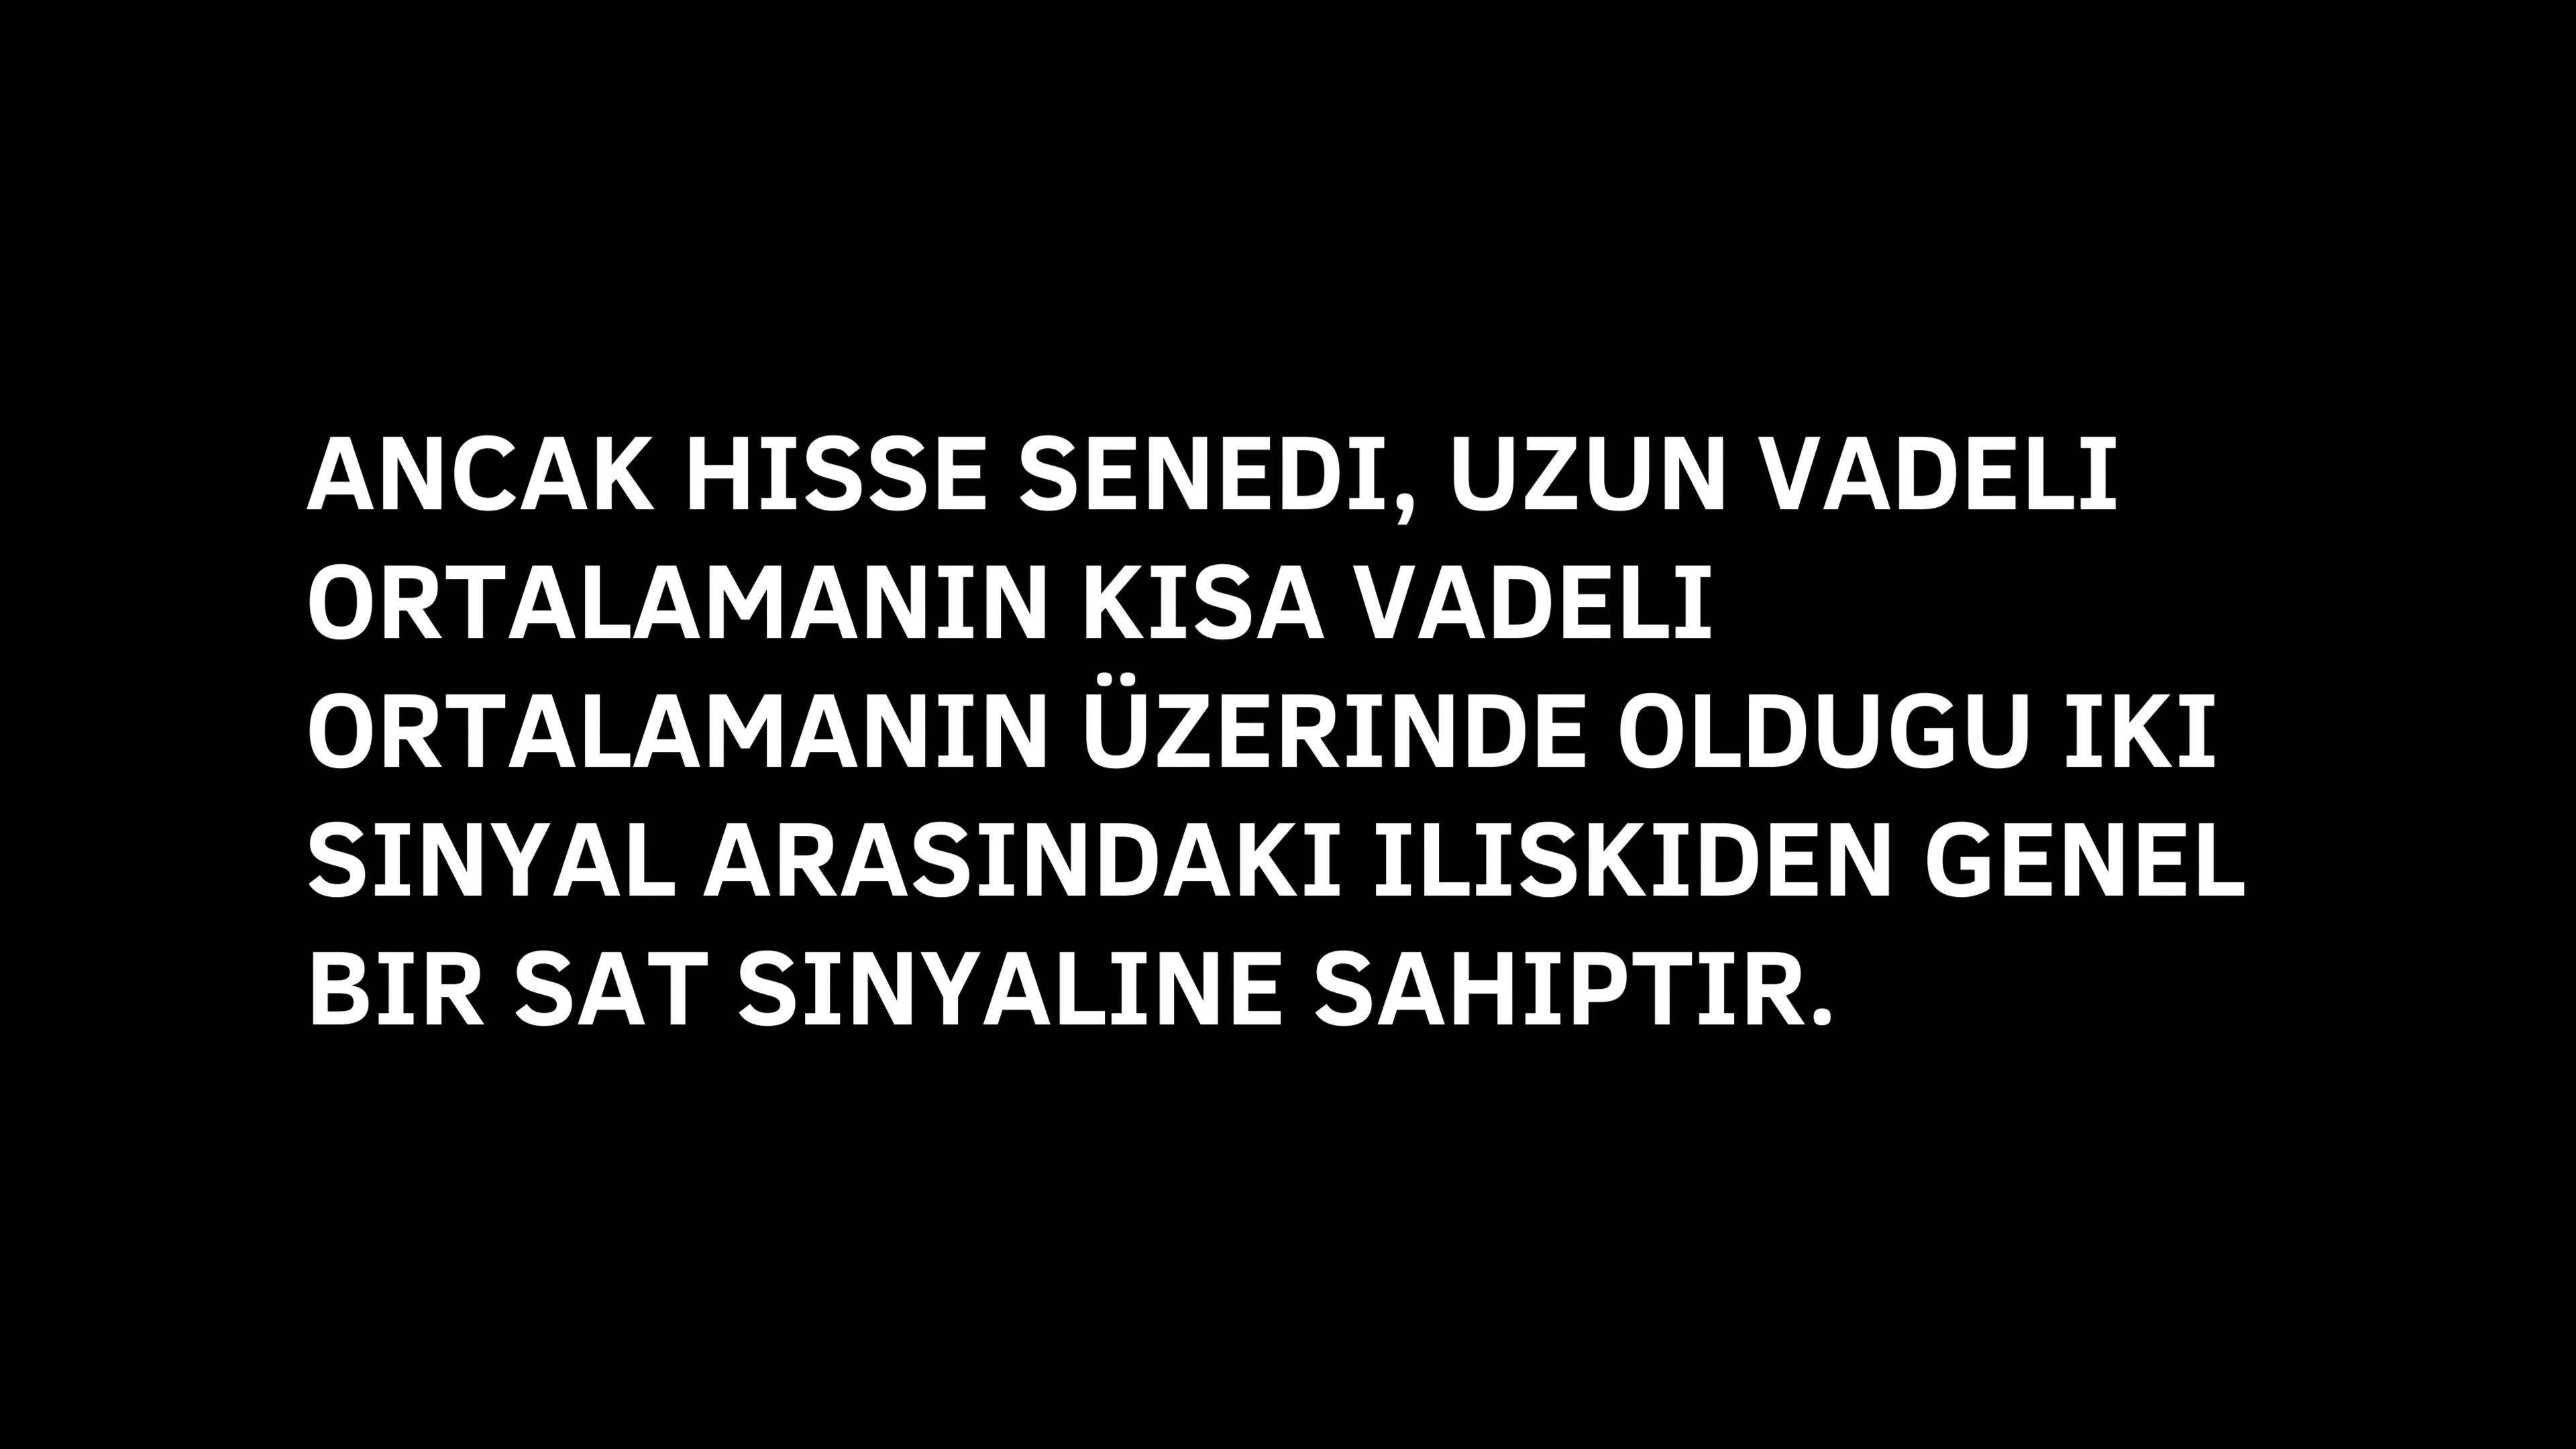 ANCAK HISSE SENEDI, UZUN VADELI
ORTALAMANIN KISA VADELI
ORTALAMANIN ÜZERINDE OLDUGU IKI
SINYAL ARASINDAKI ILISKIDEN GENEL
BIR SAT SINYALINE SAHIPTIR.